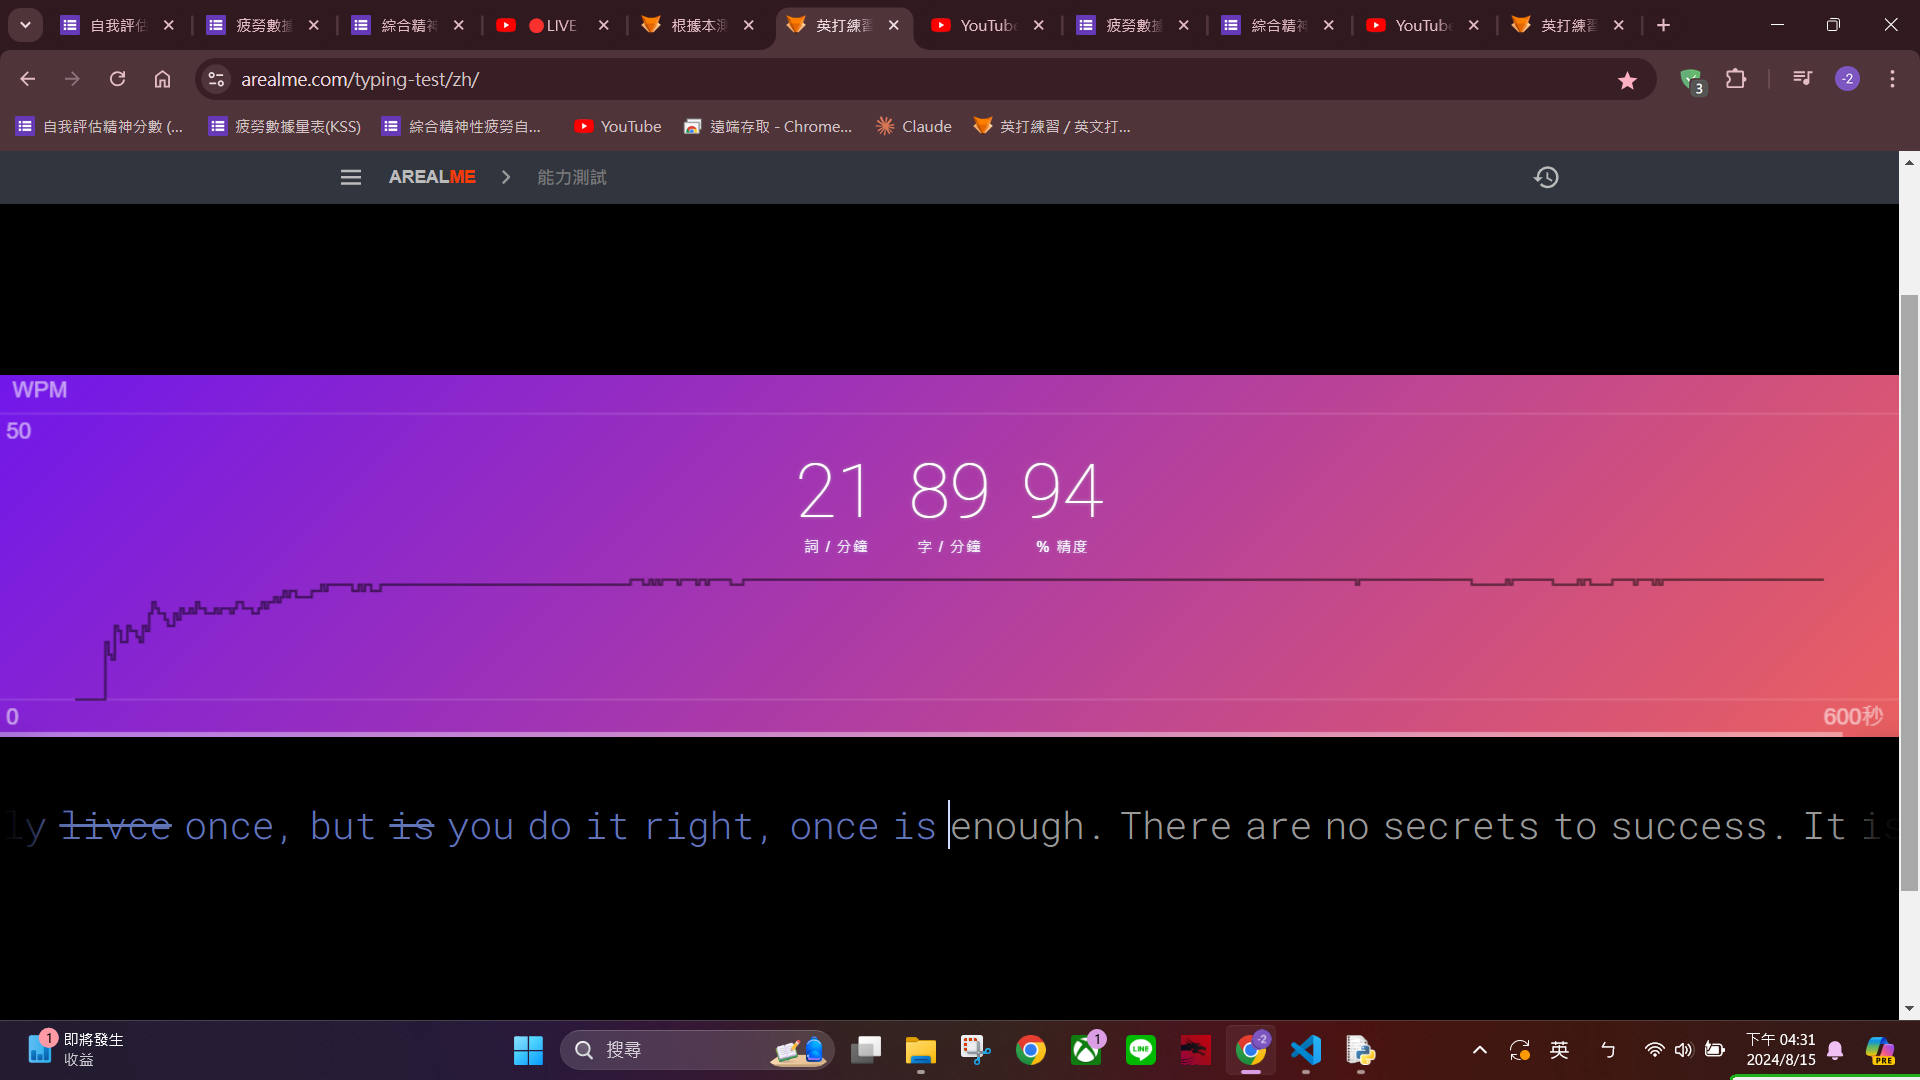 自我評估
疲勞數據
綜合精神
LIVE
根據本測
英打練習
YouTube
疲勞數據
綜合精神
YouTube
英打練習
arealme.com/typing-test/zh/
3
-2
自我評估精神分數 (...
疲勞數據量表(KSS)
綜合精神性疲勞自...
YouTube
遠端存取 - Chrome...
Claude
英打練習 / 英文打...
AREALME
能力測試
WPM
50
21 89 94
詞 / 分鐘 字 / 分鐘 % 精度
0
600秒
ly livce once, but is you do it right, once is enough. There are no secrets to success. It is
1
即將發生
收益
搜尋
1
LINE
-2
英
ㄅ
下午 04:31
2024/8/15
PRE